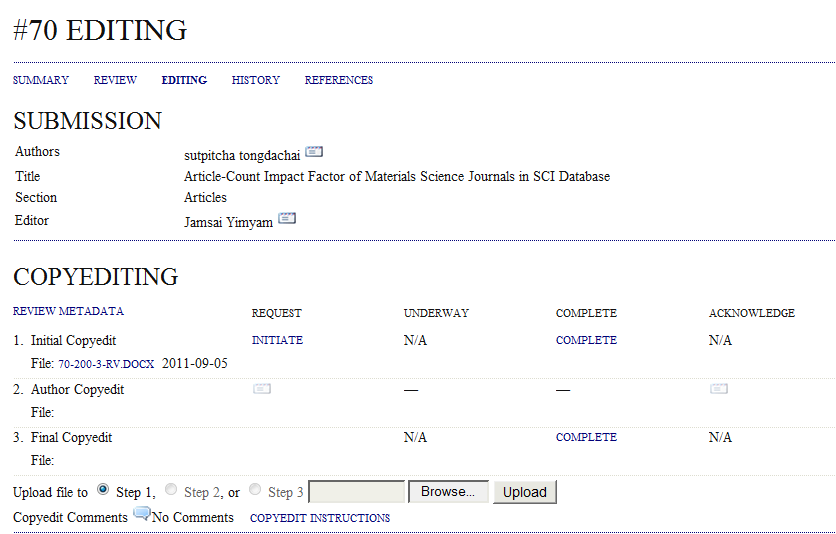 #70 EDITING
SUMMARY REVIEW EDITING HISTORY REFERENCES
SUBMISSION
Authors sutpitcha tongdachai
Title Article-Count Impact Factor of Materials Science Journals in SCI Database
Section Articles
Editor Jamsai Yimyam
COPYEDITING
REVIEW METADATA REQUEST UNDERWAY COMPLETE ACKNOWLEDGE
1. Initial Copyedit INITIATE N/A COMPLETE N/A
File: 70-200-3-RV.DOCX 2011-09-05
2. Author Copyedit — —
File:
3. Final Copyedit N/A COMPLETE N/A
File:
Upload file to Step 1, Step 2, or Step 3 Browse... Upload
Copyedit Comments No Comments COPYEDIT INSTRUCTIONS